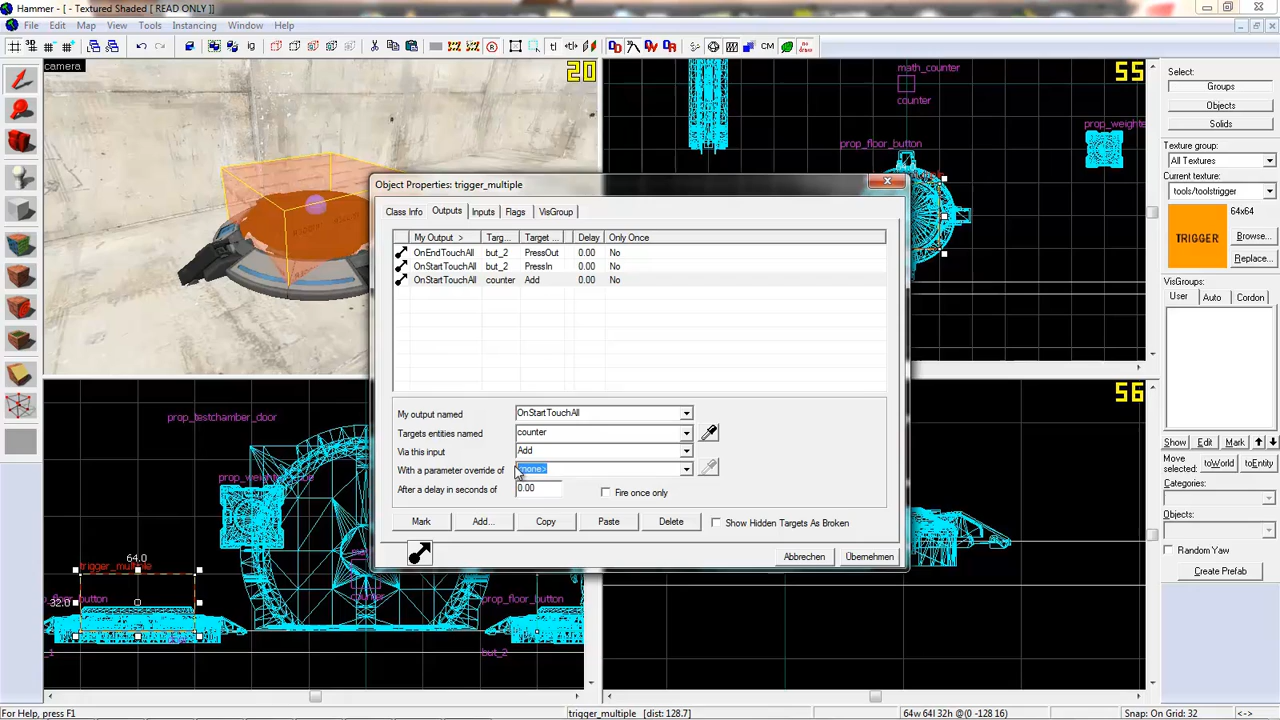 Hammer - [ - Textured Shaded [ READ ONLY ] ]
File Edit Map View Tools Instancing Window Help
camera
20
55
math_counter
counter
prop_floor_button
prop_weighte
prop_testchamber_door
prop_weighte
trigger_multiple
64.0
32.0
counter
prop_floor_button
but_2
56
Object Properties: trigger_multiple
Class Info Outputs Inputs Flags VisGroup
My Output > Targ... Target ... Delay Only Once
OnEndTouchAll but_2 PressOut 0.00 No
OnStartTouchAll but_2 PressIn 0.00 No
OnStartTouchAll counter Add 0.00 No
My output named OnStartTouchAll
Targets entities named counter
Via this input Add
With a parameter override of <none>
After a delay in seconds of 0.00 Fire once only
Mark Add... Copy Paste Delete Show Hidden Targets As Broken
Abbrechen Übernehmen
Select:
Groups
Objects
Solids
Texture group:
All Textures
Current texture:
tools/toolstrigger
TRIGGER
64x64
Browse...
Replace...
VisGroups:
User Auto Cordon
Show Edit Mark
Move selected: toWorld toEntity
Categories:
Objects:
Random Yaw
Create Prefab
For Help, press F1 trigger_multiple [dist: 128.7] 64w 64l 32h @(0 -128 16) Snap: On Grid: 32 <->